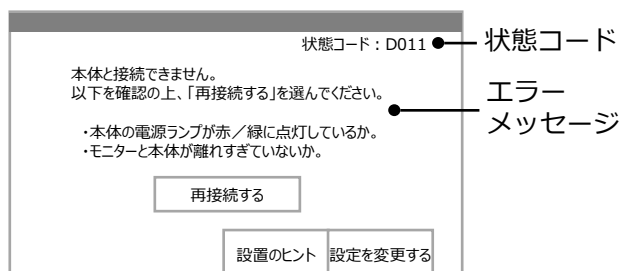 状態コード：D011
状態コード
本体と接続できません。
以下を確認の上、「再接続する」を選んでください。
エラー
メッセージ
・本体の電源ランプが赤／緑に点灯しているか。
・モニターと本体が離れすぎていないか。
再接続する
設置のヒント
設定を変更する